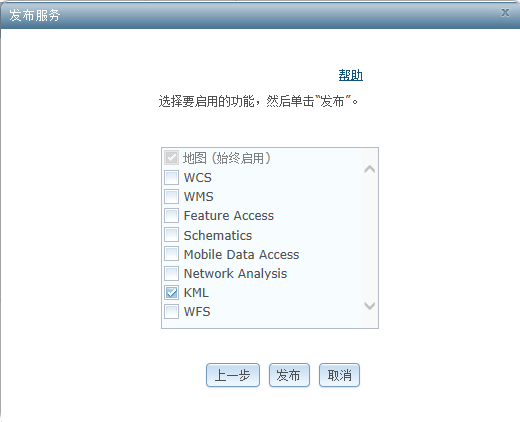 发布服务
帮助
选择要启用的功能，然后单击“发布”。
地图 (始终启用)
WCS
WMS
Feature Access
Schematics
Mobile Data Access
Network Analysis
KML
WFS
上一步 发布 取消